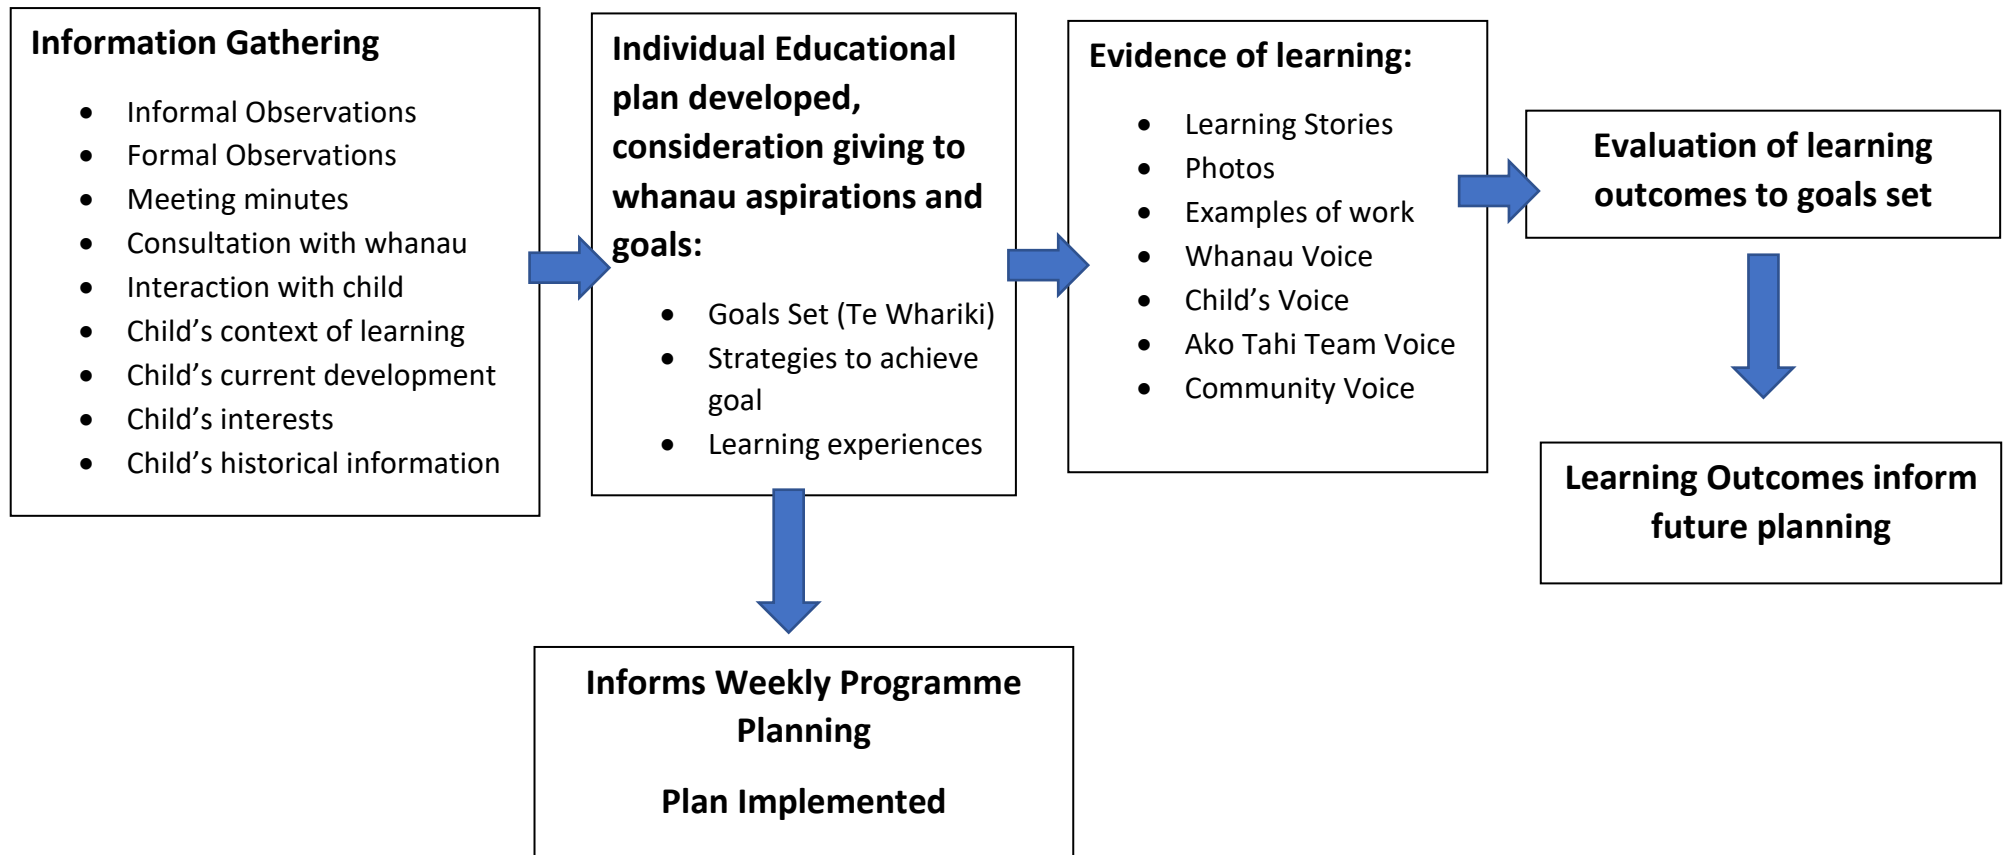 Information Gathering
• Informal Observations
• Formal Observations
• Meeting minutes
• Consultation with whanau
• Interaction with child
• Child’s context of learning
• Child’s current development
• Child’s interests
• Child’s historical information
Individual Educational
plan developed,
consideration giving to
whanau aspirations and
goals:
• Goals Set (Te Whariki)
• Strategies to achieve
goal
• Learning experiences
Evidence of learning:
• Learning Stories
• Photos
• Examples of work
• Whanau Voice
• Child’s Voice
• Ako Tahi Team Voice
• Community Voice
Evaluation of learning
outcomes to goals set
Learning Outcomes inform
future planning
Informs Weekly Programme
Planning
Plan Implemented